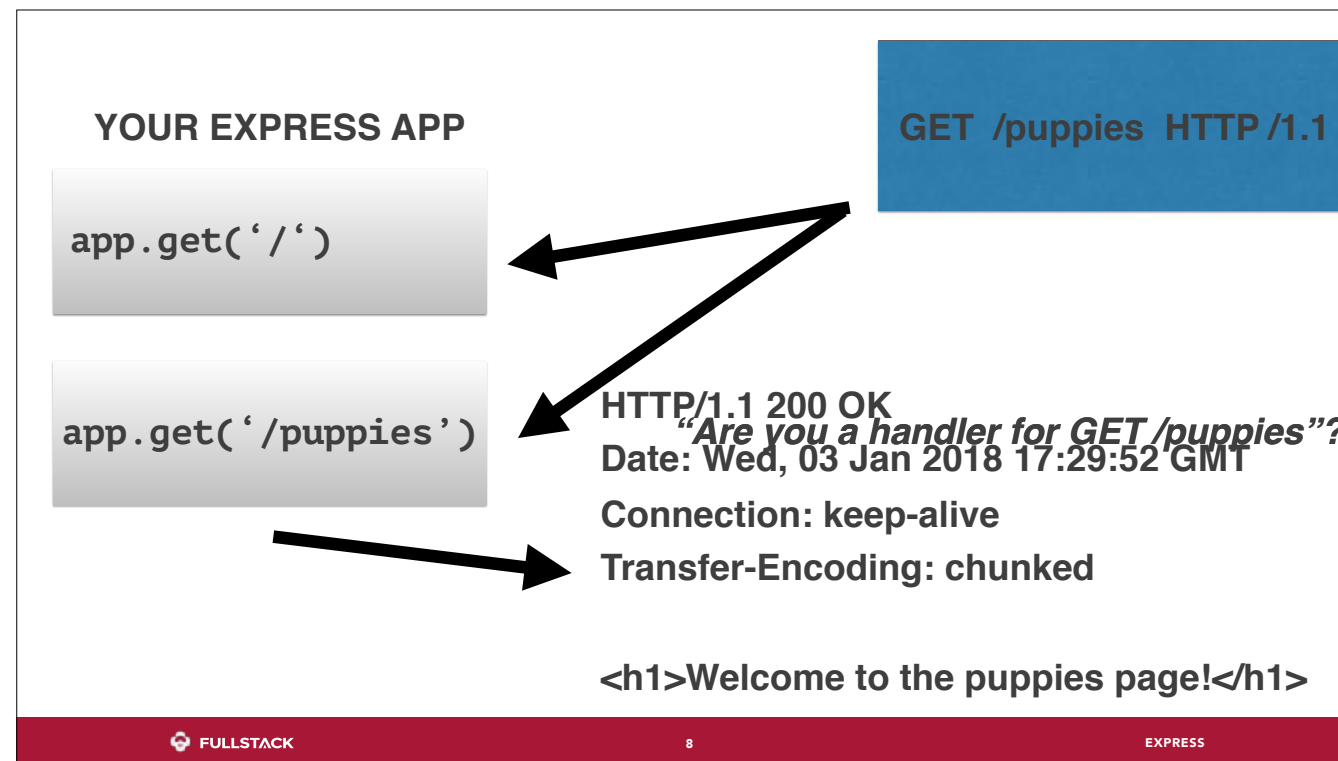 YOUR EXPRESS APP
GET /puppies HTTP /1.1
app.get(‘/‘)
app.get(‘/puppies’)
HTTP/1.1 200 OK
“Are you a handler for GET /puppies”?
Date: Wed, 03 Jan 2018 17:29:52 GMT
Connection: keep-alive
Transfer-Encoding: chunked
<h1>Welcome to the puppies page!</h1>
FULLSTACK
8
EXPRESS